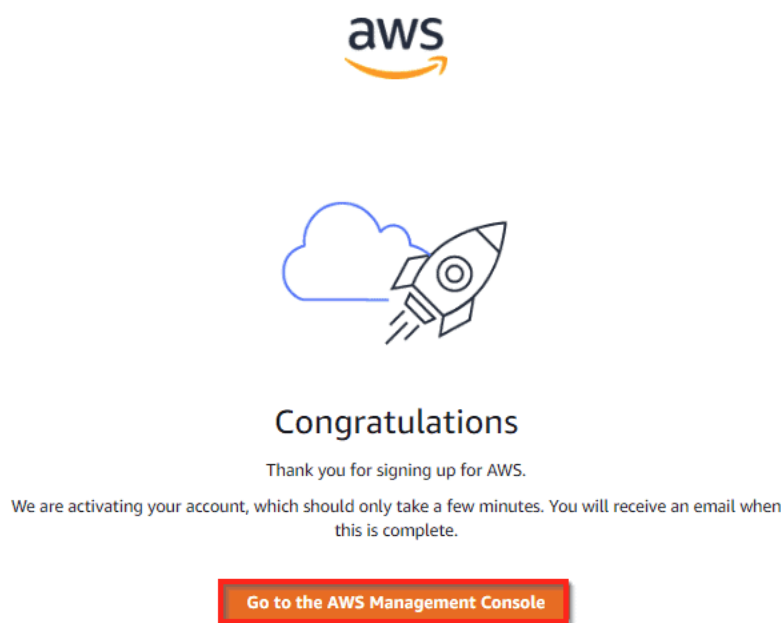 aws
Congratulations
Thank you for signing up for AWS.
We are activating your account, which should only take a few minutes. You will receive an email when
this is complete.
Go to the AWS Management Console